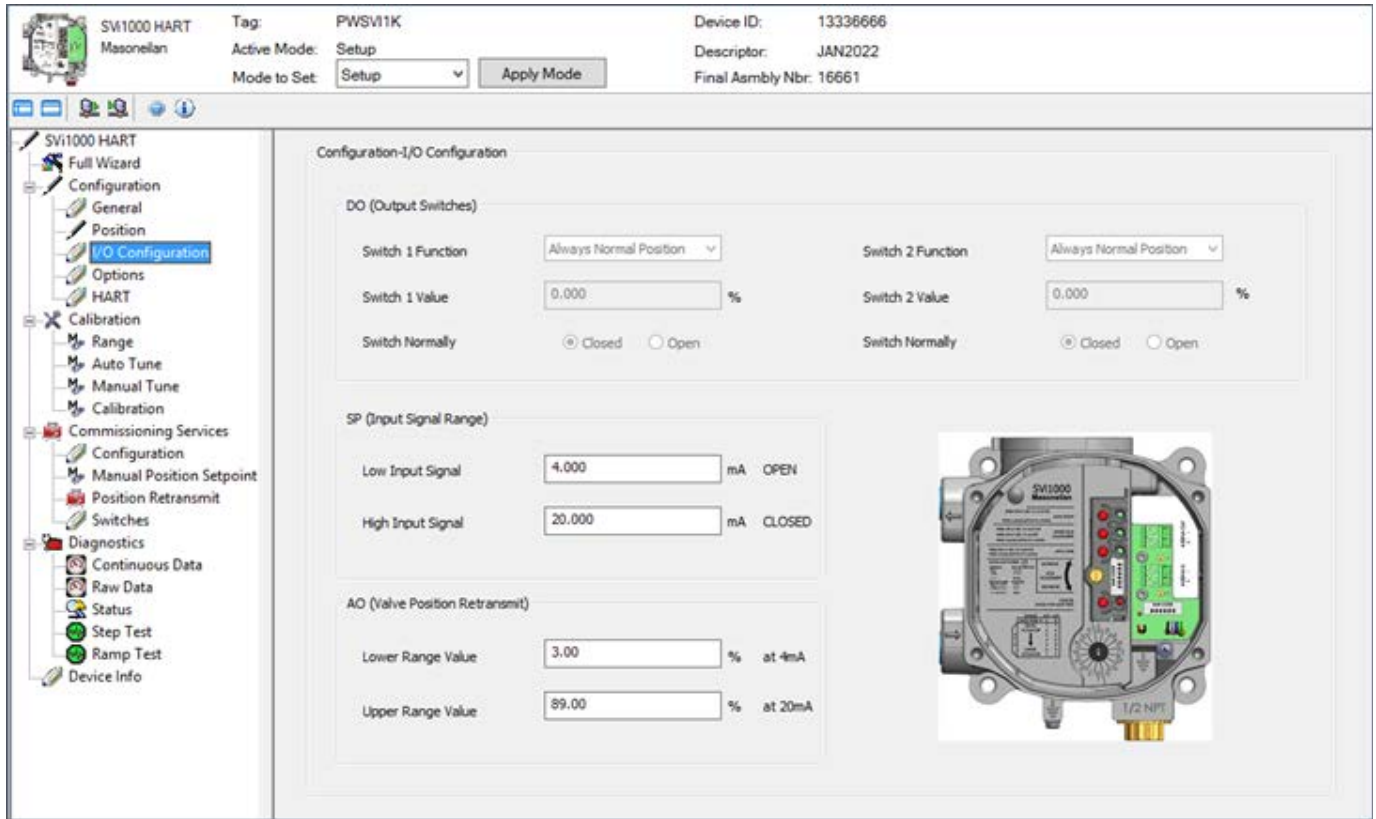 SVi1000 HART
Masoneilan
Tag: PWSVI1K
Active Mode: Setup
Mode to Set: Setup Apply Mode
Device ID: 13336666
Descriptor: JAN2022
Final Asmbly Nbr: 16661
SVi1000 HART
Full Wizard
Configuration
General
Position
I/O Configuration
Options
HART
Calibration
Range
Auto Tune
Manual Tune
Calibration
Commissioning Services
Configuration
Manual Position Setpoint
Position Retransmit
Switches
Diagnostics
Continuous Data
Raw Data
Status
Step Test
Ramp Test
Device Info
Configuration-I/O Configuration
DO (Output Switches)
Switch 1 Function Always Normal Position Switch 2 Function Always Normal Position
Switch 1 Value 0.000 % Switch 2 Value 0.000 %
Switch Normally Closed Open Switch Normally Closed Open
SP (Input Signal Range)
Low Input Signal 4.000 mA OPEN
High Input Signal 20.000 mA CLOSED
AO (Valve Position Retransmit)
Lower Range Value 3.00 % at 4mA
Upper Range Value 89.00 % at 20mA
SVi1000
Masoneilan
1/2 NPT